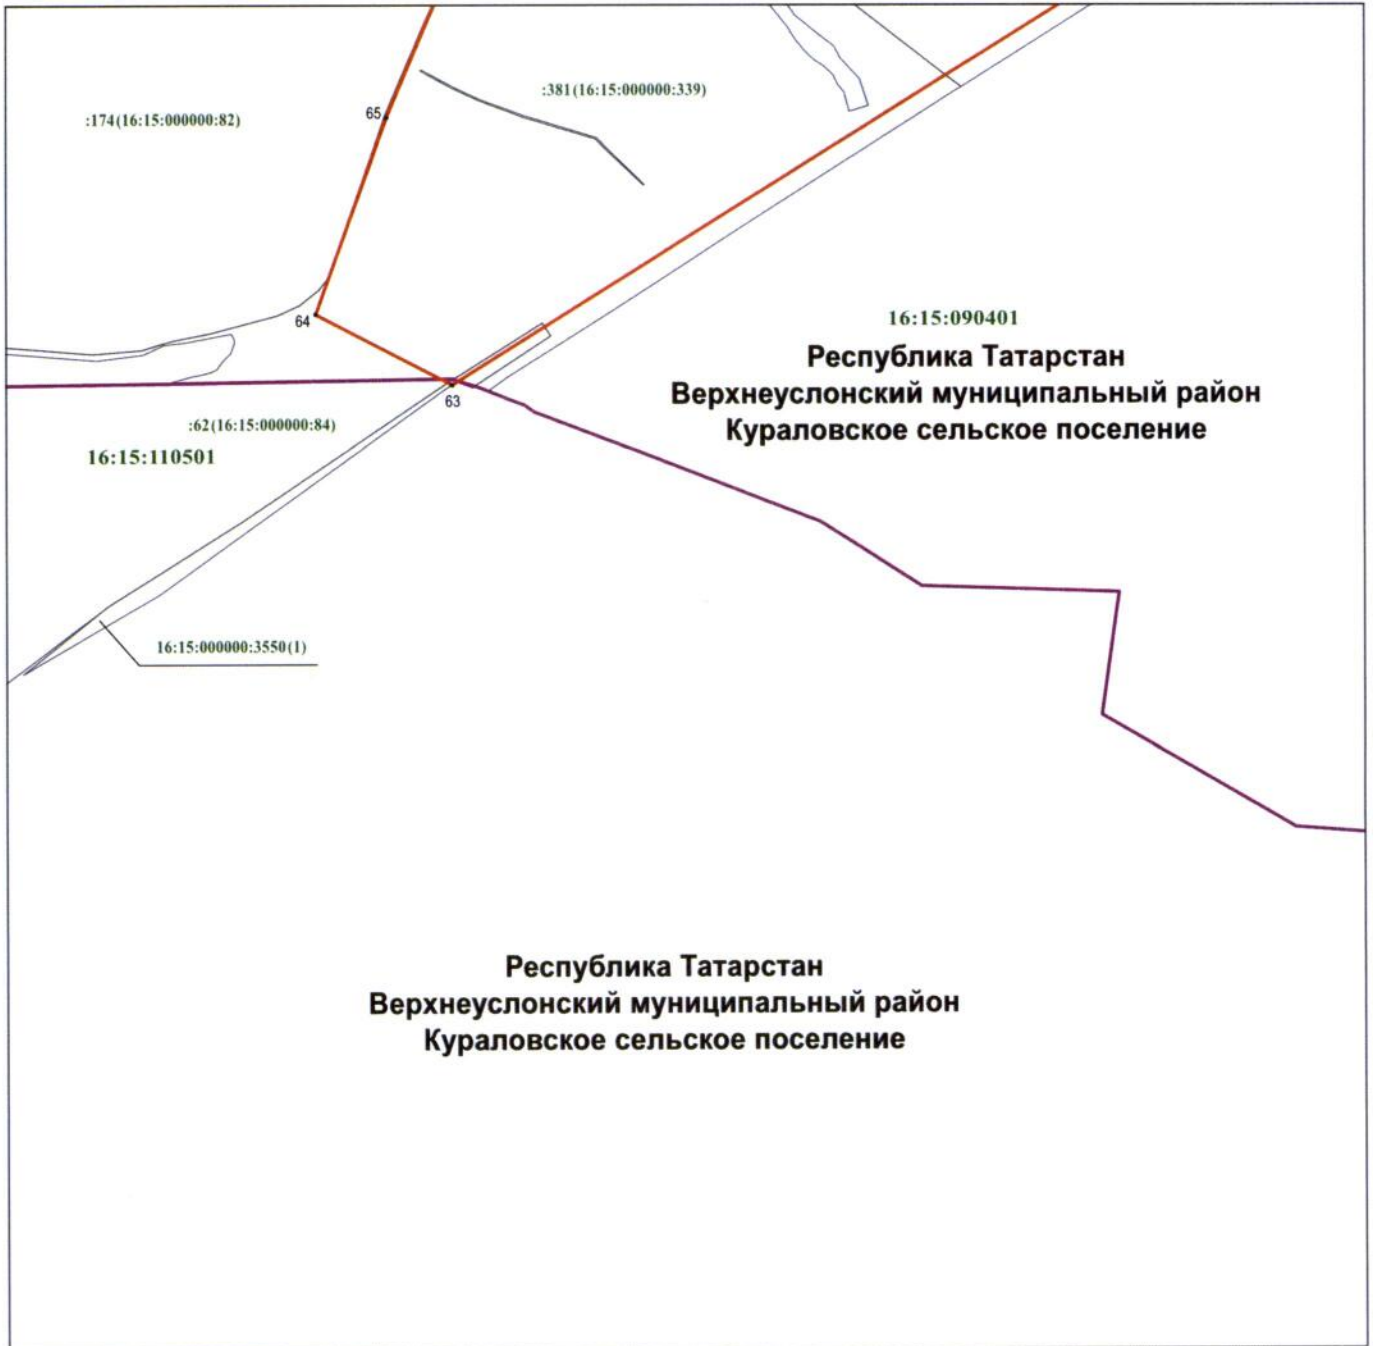 :381(16:15:000000:339)
:174(16:15:000000:82)
65
64
16:15:090401
Республика Татарстан
Верхнеуслонский муниципальный район
Кураловское сельское поселение
63
:62(16:15:000000:84)
16:15:110501
16:15:000000:3550(1)
Республика Татарстан
Верхнеуслонский муниципальный район
Кураловское сельское поселение